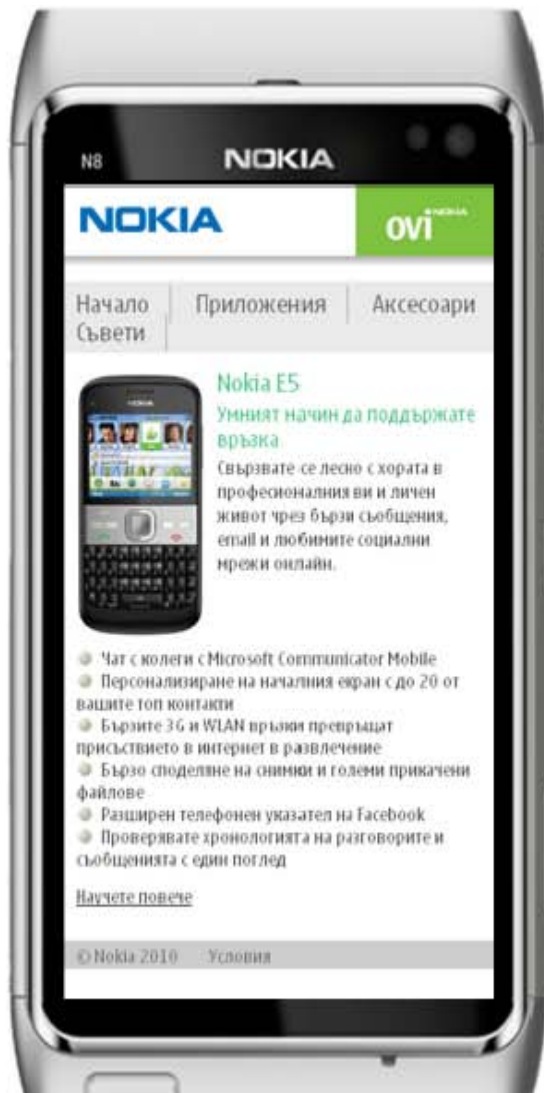 N8 NOKIA
NOKIA ovi NOKIA
Начало Приложения Аксесоари
Съвети
Nokia E5
Умният начин да поддържате
връзка
Свързвате се лесно с хората в
професионалния ви и личен
живот чрез бързи съобщения,
email и любимите социални
мрежи онлайн.
Чат с колеги с Microsoft Communicator Mobile
Персонализиране на началния екран с до 20 от
вашите топ контакти
Бързите 3G и WLAN връзки превръщат
присъствието в интернет в развлечение
Бързо споделяне на снимки и големи прикачени
файлове
Разширен телефонен указател на Facebook
Проверявате хронологията на разговорите и
съобщенията с един поглед
Научете повече
© Nokia 2010 Условия